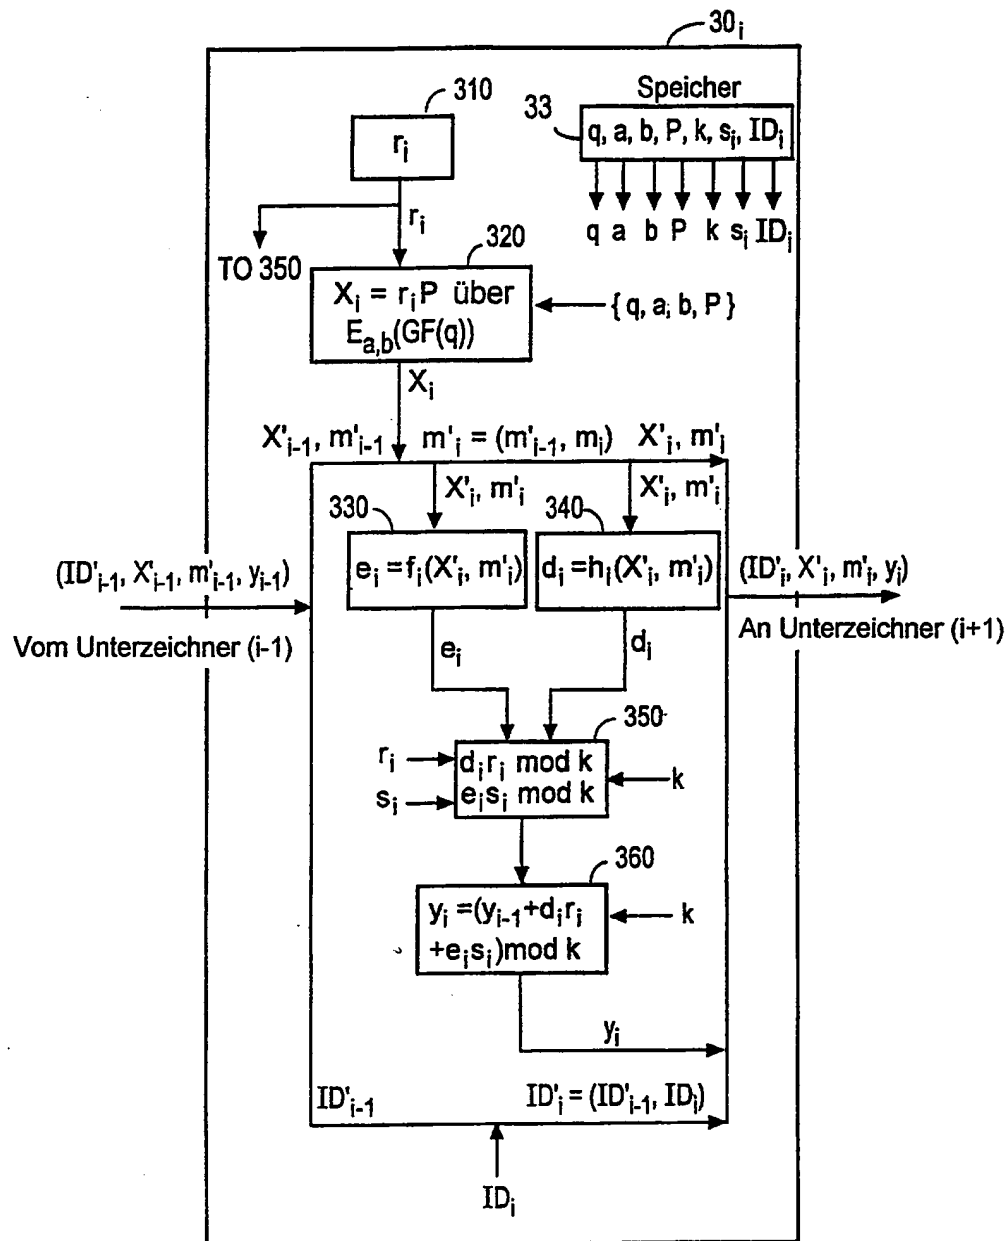 30i
310
Speicher
33
ri
q, a, b, P, k, si, IDi
ri
q a b P k si IDi
TO 350
320
Xi = riP über
Ea,b(GF(q))
{ q, a, b, P }
Xi
X'i-1, m'i-1 m'i = (m'i-1, mi) X'i, m'i
X'i, m'i X'i, m'i
330 340
ei = fi(X'i, m'i) di = hi(X'i, m'i)
(ID'i-1, X'i-1, m'i-1, yi-1)
(ID'i, X'i, m'i, yi)
Vom Unterzeichner (i-1)
An Unterzeichner (i+1)
ei di
350
ri
diri mod k
k
si
eisi mod k
360
yi =(yi-1+diri
+eisi)mod k
k
yi
ID'i-1 ID'i = (ID'i-1, IDi)
IDi